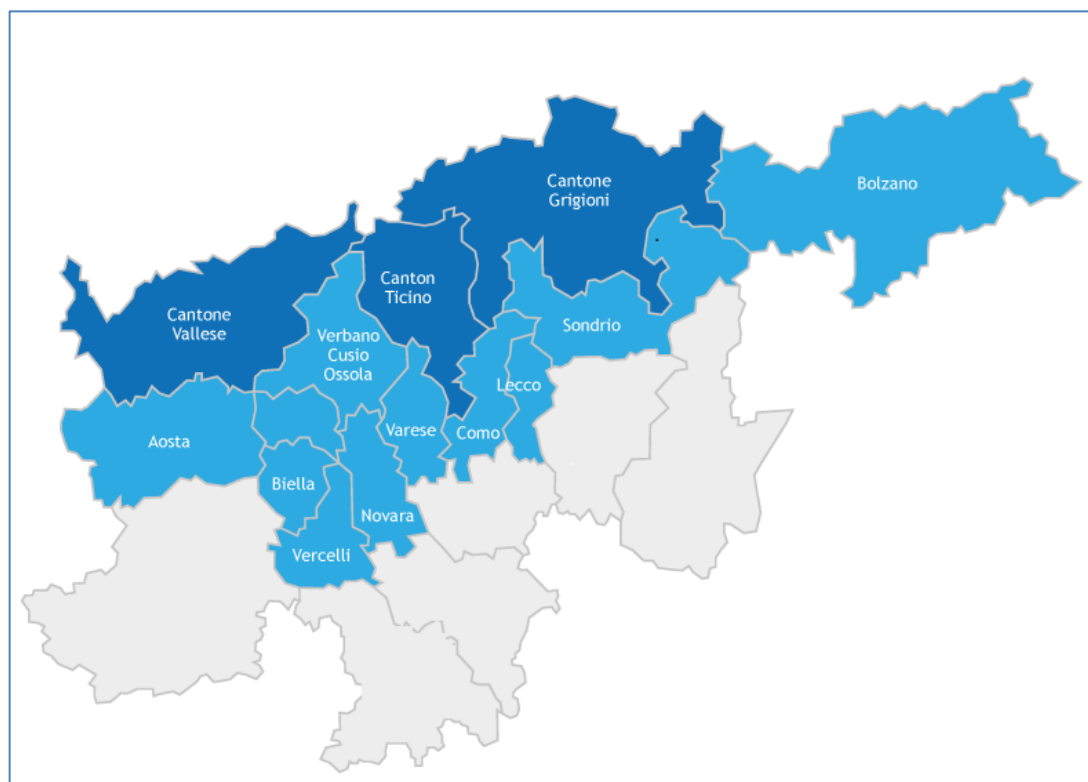 Cantone
Grigioni
Bolzano
Canton
Ticino
Cantone
Vallese
Sondrio
Verbano
Cusio
Ossola
Lecco
Varese
Como
Aosta
Biella
Novara
Vercelli